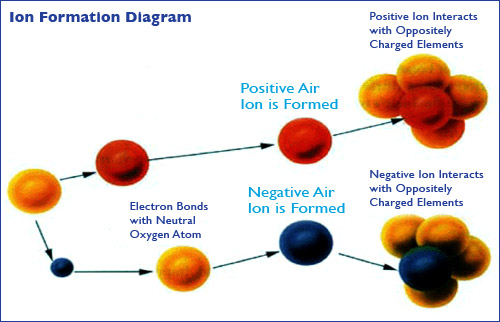 Ion Formation Diagram
Positive Ion Interacts
with Oppositely
Charged Elements
Positive Air
Ion is Formed
Electron Bonds
with Neutral
Oxygen Atom
Negative Air
Ion is Formed
Negative Ion Interacts
with Oppositely
Charged Elements